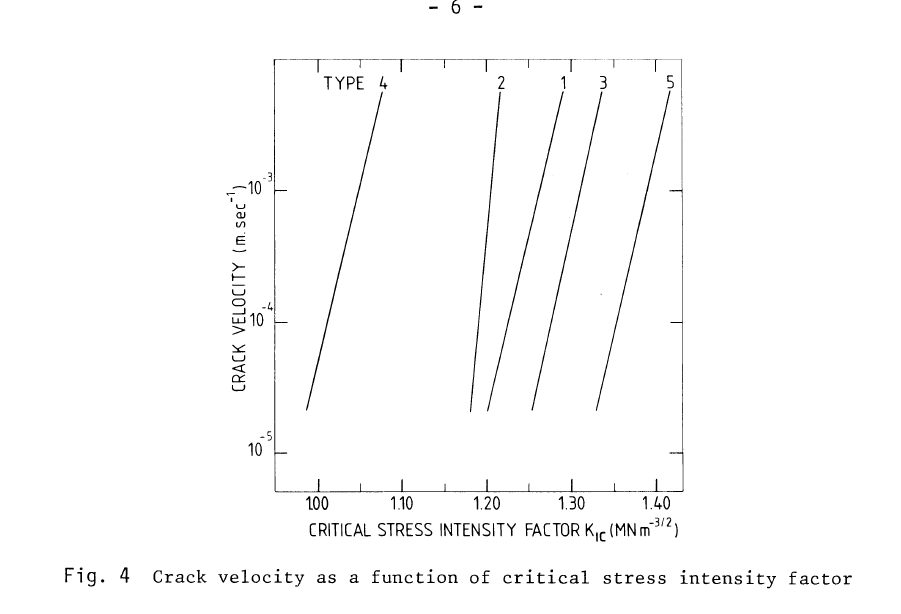 - 6 -
TYPE 4 2 1 3 5
CRACK VELOCITY (m.sec⁻¹)
10⁻³
10⁻⁴
10⁻⁵
1.00 1.10 1.20 1.30 1.40
CRITICAL STRESS INTENSITY FACTOR K_IC (MN m⁻³/²)
Fig. 4 Crack velocity as a function of critical stress intensity factor